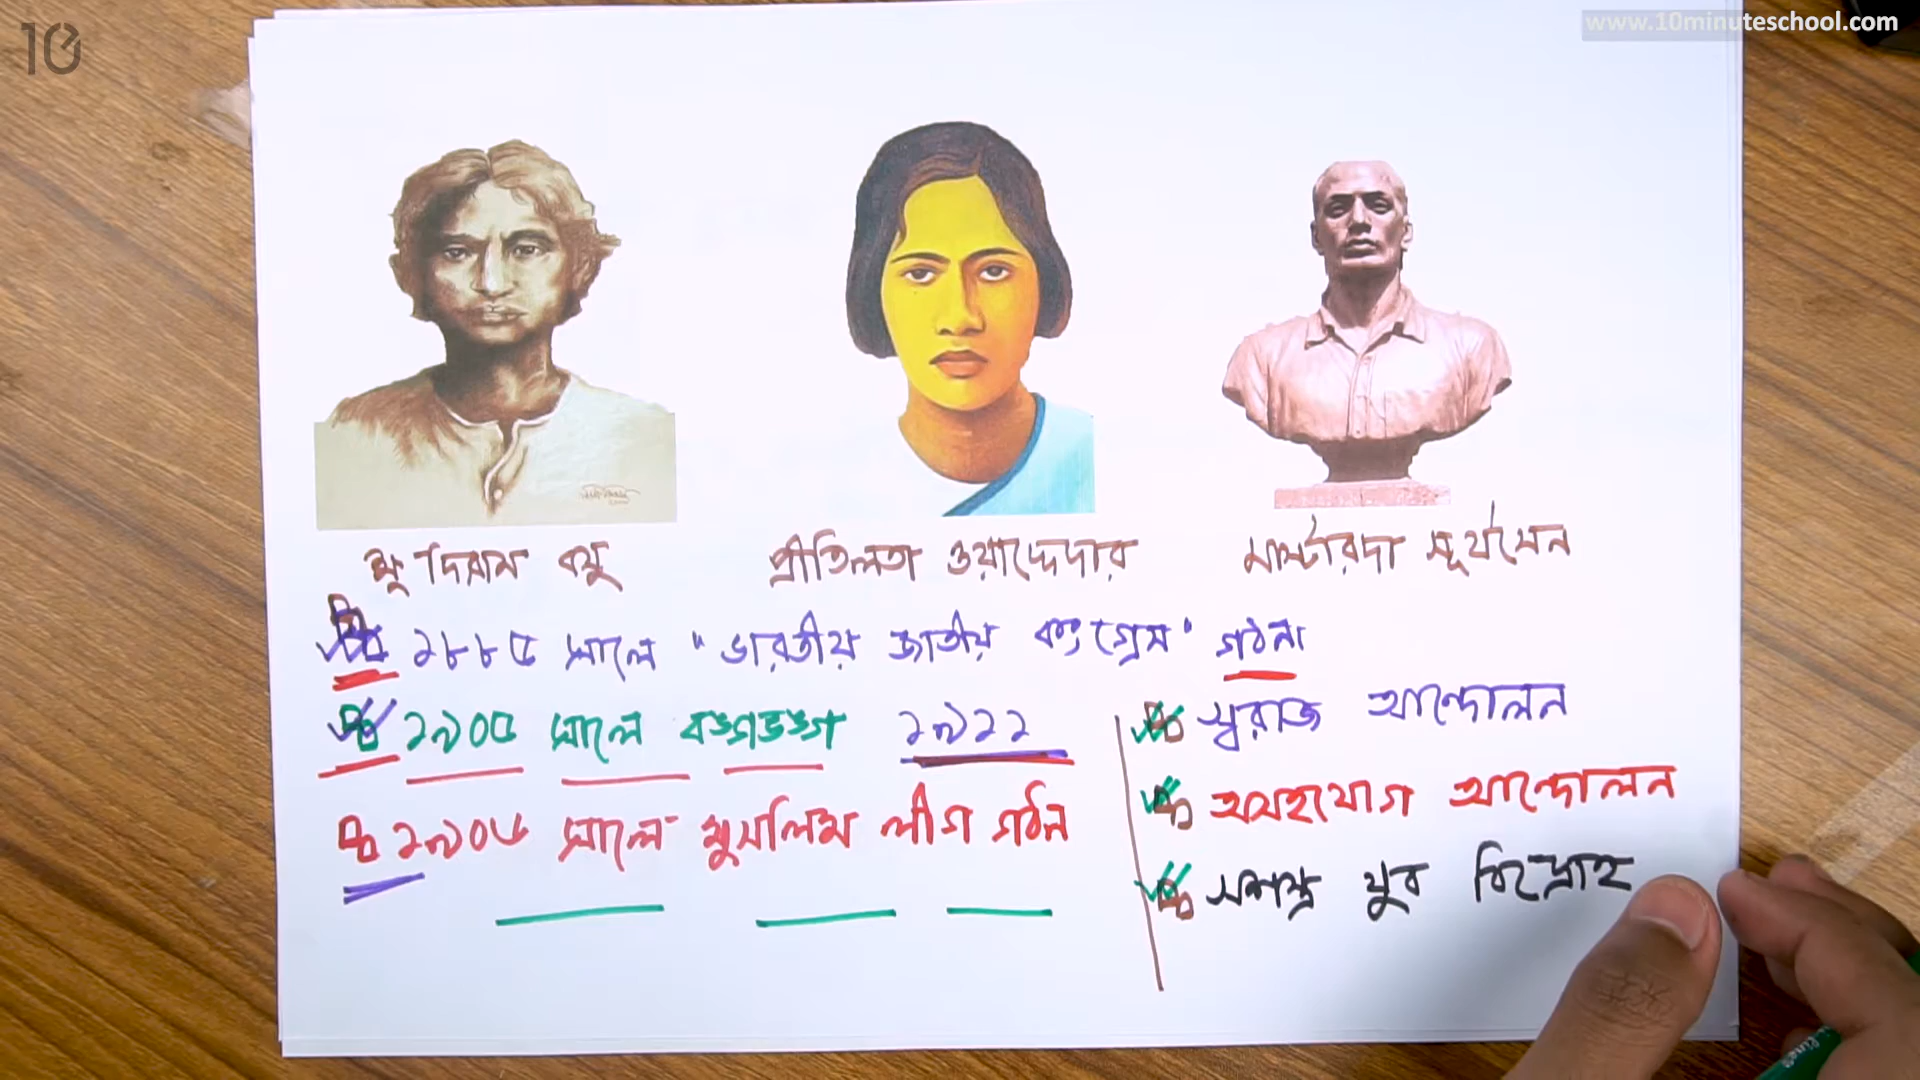 10
www.10minuteschool.com
ক্ষুদিরাম বসু
প্রীতিলতা ওয়াদ্দেদার
মাস্টারদা সূর্যসেন
১৮৮৫ সালে "ভারতীয় জাতীয় কংগ্রেস" গঠন।
১৯০৫ সালে বঙ্গভঙ্গ ১৯১১
১৯০৬ সালে মুসলিম লীগ গঠন
স্বরাজ আন্দোলন
অসহযোগ আন্দোলন
সশস্ত্র যুব বিদ্রোহ